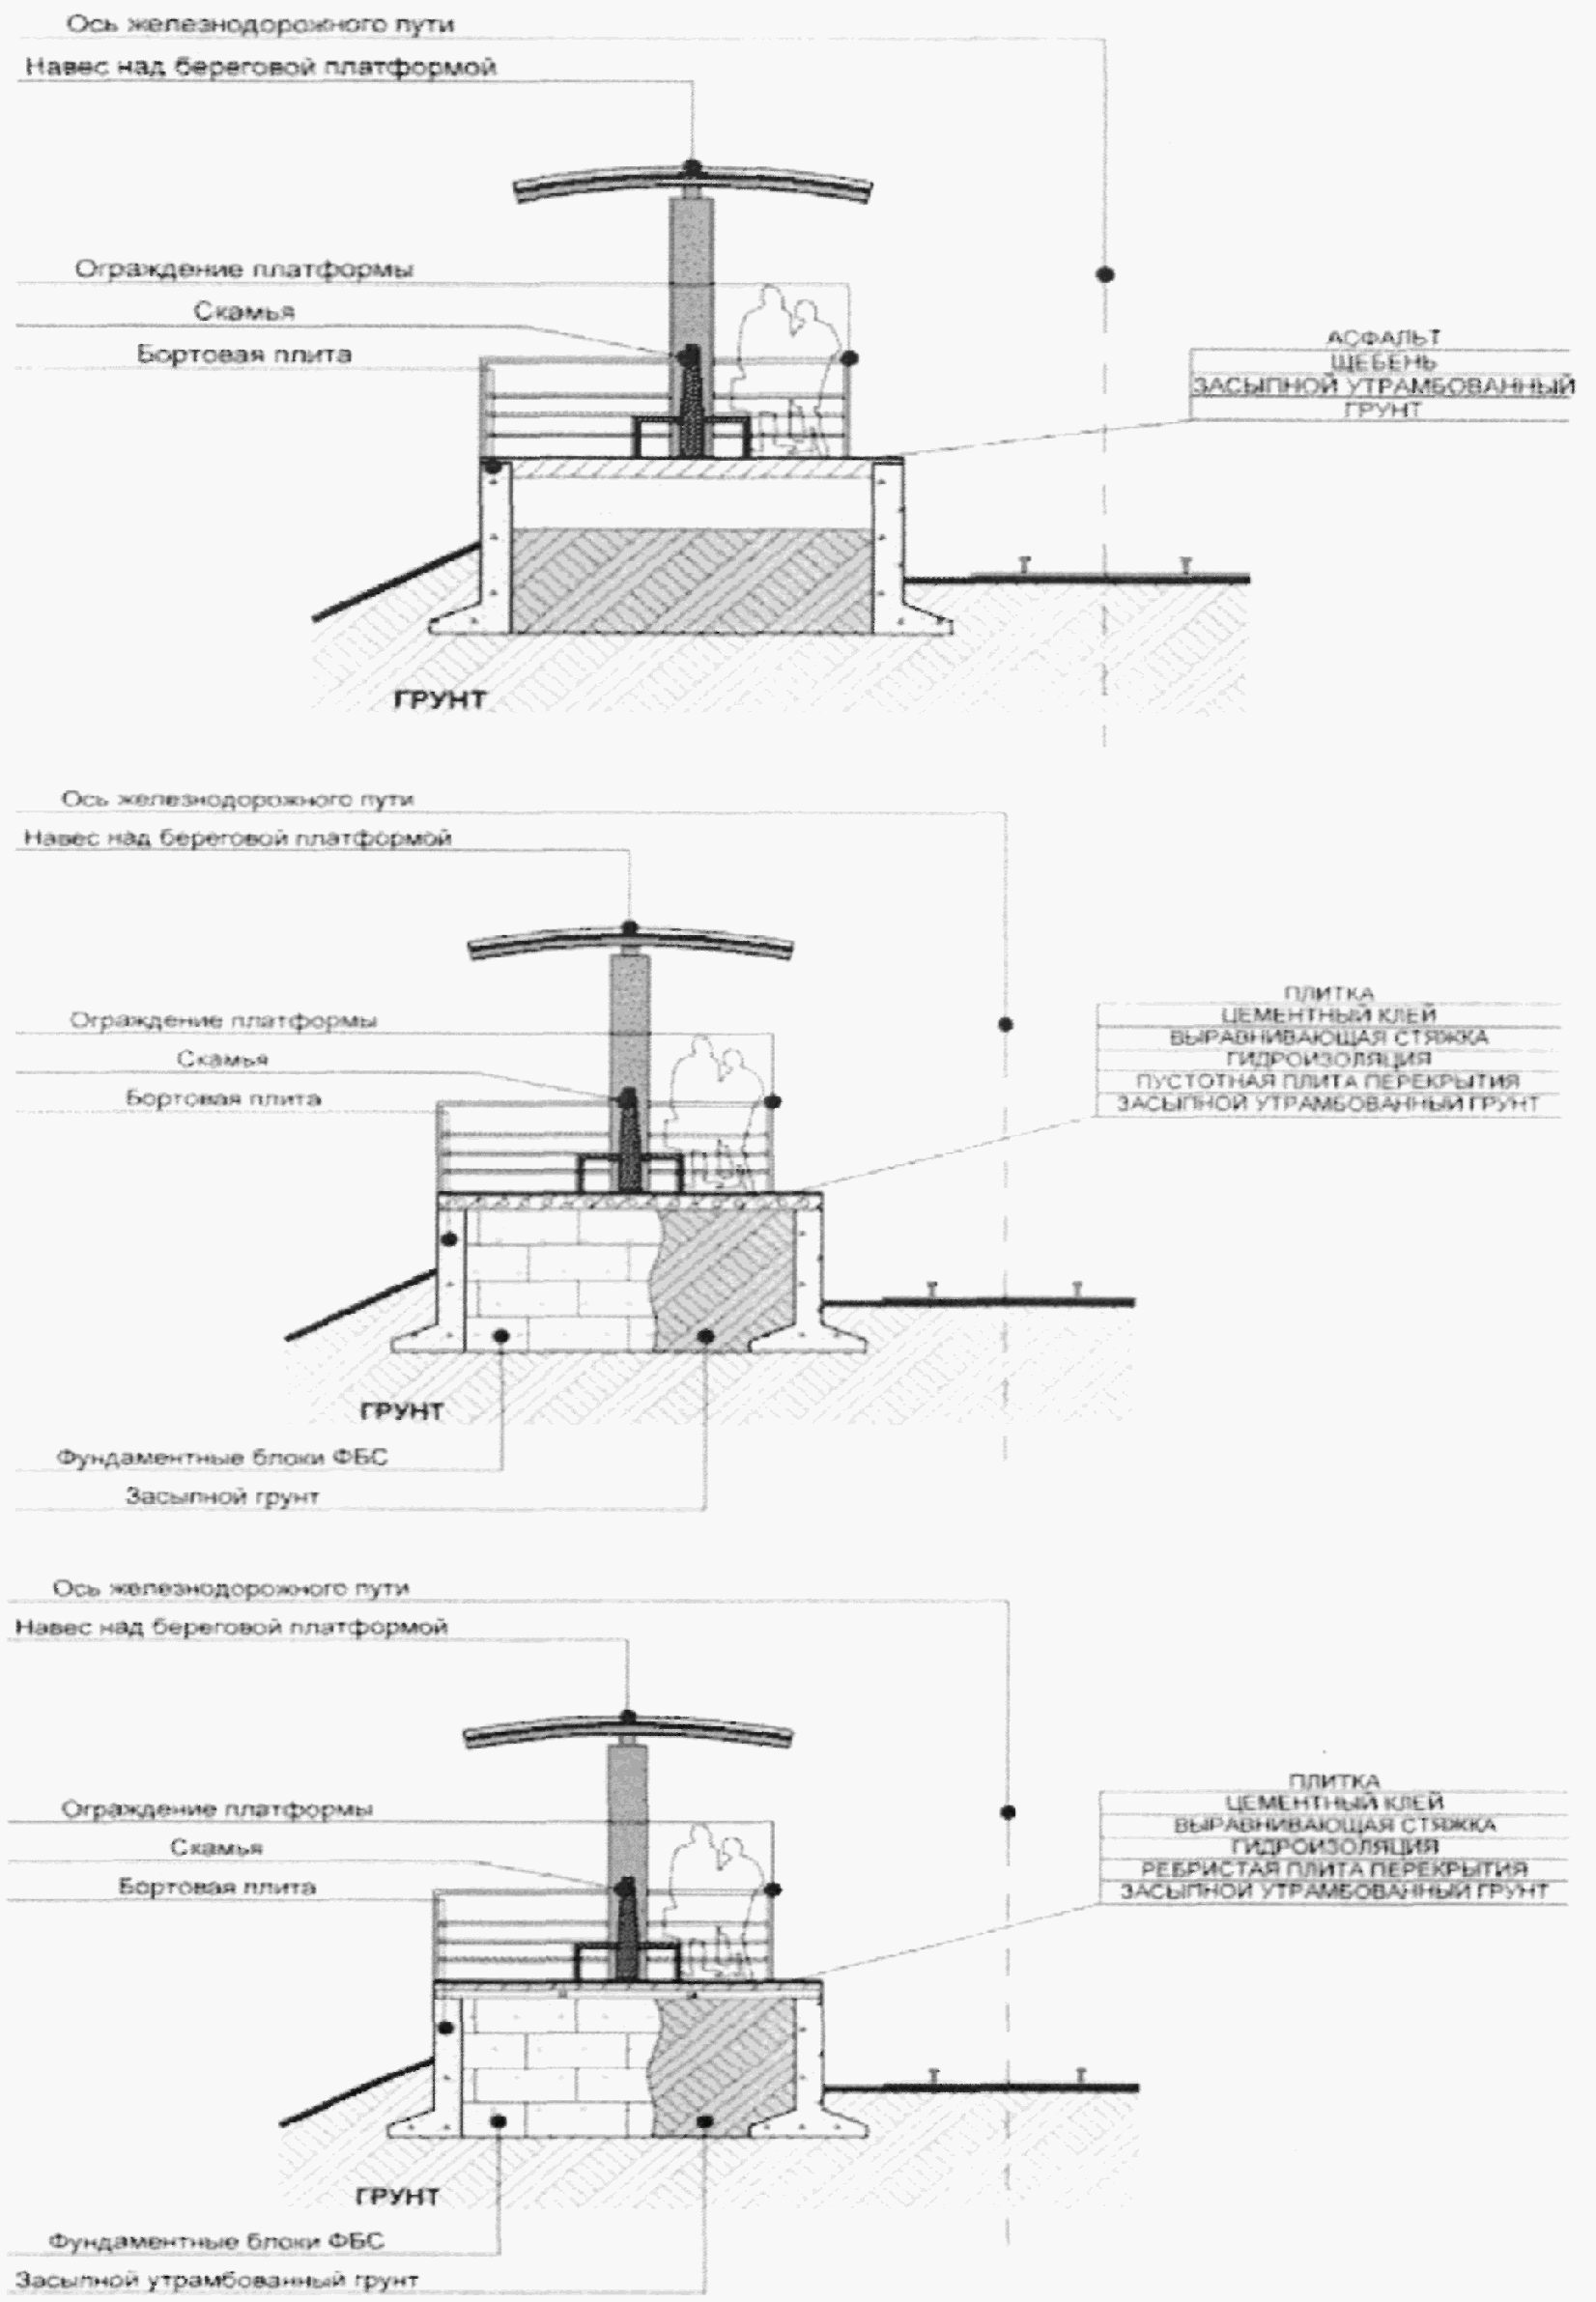 Ось железнодорожного пути
Навес над береговой платформой
Ограждение платформы
Скамья
Бортовая плита
АСФАЛЬТ
ЩЕБЕНЬ
ЗАСЫПНОЙ УТРАМБОВАННЫЙ
ГРУНТ
ГРУНТ
Ось железнодорожного пути
Навес над береговой платформой
Ограждение платформы
Скамья
Бортовая плита
ПЛИТКА
ЦЕМЕНТНЫЙ КЛЕЙ
ВЫРАВНИВАЮЩАЯ СТЯЖКА
ГИДРОИЗОЛЯЦИЯ
ПУСТОТНАЯ ПЛИТА ПЕРЕКРЫТИЯ
ЗАСЫПНОЙ УТРАМБОВАННЫЙ ГРУНТ
ГРУНТ
Фундаментные блоки ФБС
Засыпной грунт
Ось железнодорожного пути
Навес над береговой платформой
Ограждение платформы
Скамья
Бортовая плита
ПЛИТКА
ЦЕМЕНТНЫЙ КЛЕЙ
ВЫРАВНИВАЮЩАЯ СТЯЖКА
ГИДРОИЗОЛЯЦИЯ
РЕБРИСТАЯ ПЛИТА ПЕРЕКРЫТИЯ
ЗАСЫПНОЙ УТРАМБОВАННЫЙ ГРУНТ
ГРУНТ
Фундаментные блоки ФБС
Засыпной утрамбованный грунт